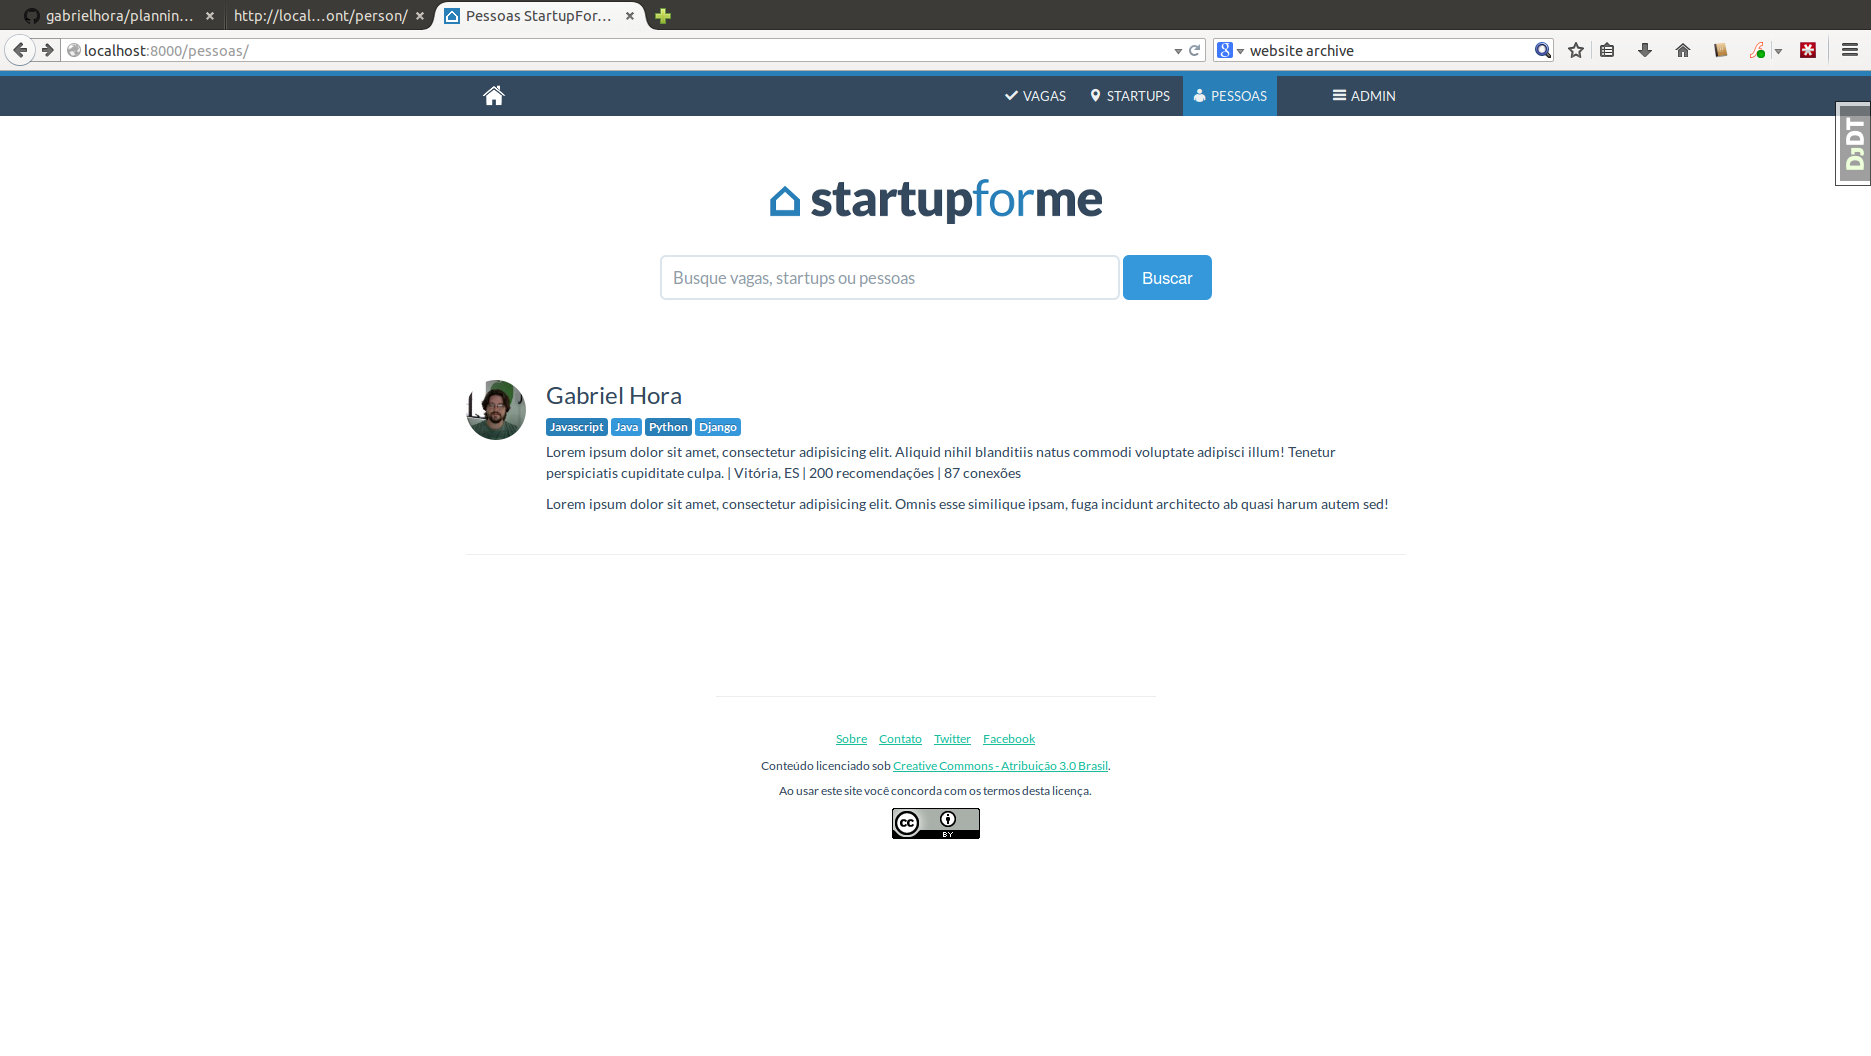 gabrielhora/plannin...
http://local...ont/person/
Pessoas StartupFor...
localhost:8000/pessoas/
website archive
VAGAS STARTUPS PESSOAS ADMIN
DJDT
startupforme
Busque vagas, startups ou pessoas
Buscar
Gabriel Hora
Javascript Java Python Django
Lorem ipsum dolor sit amet, consectetur adipisicing elit. Aliquid nihil blanditiis natus commodi voluptate adipisci illum! Tenetur
perspiciatis cupiditate culpa. | Vitória, ES | 200 recomendações | 87 conexões
Lorem ipsum dolor sit amet, consectetur adipisicing elit. Omnis esse similique ipsam, fuga incidunt architecto ab quasi harum autem sed!
Sobre Contato Twitter Facebook
Conteúdo licenciado sob Creative Commons - Atribuição 3.0 Brasil.
Ao usar este site você concorda com os termos desta licença.
cc BY